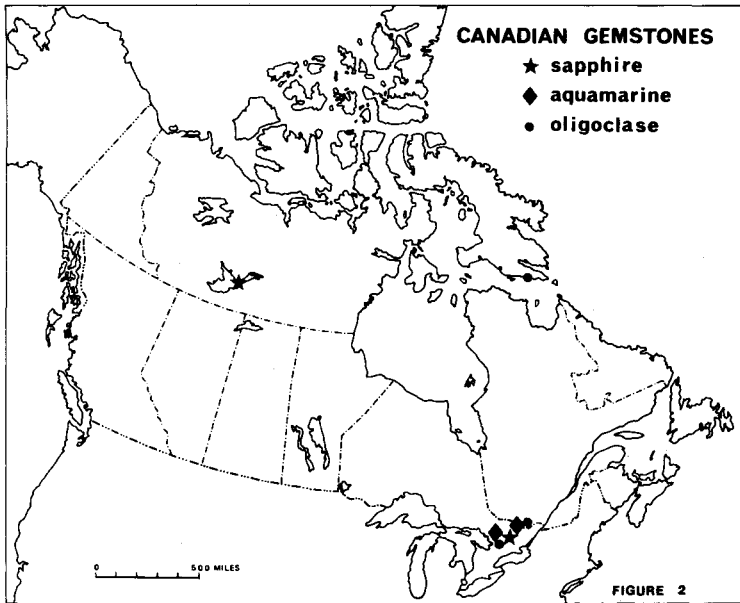 CANADIAN GEMSTONES
sapphire
aquamarine
oligoclase
0 500 MILES
FIGURE 2